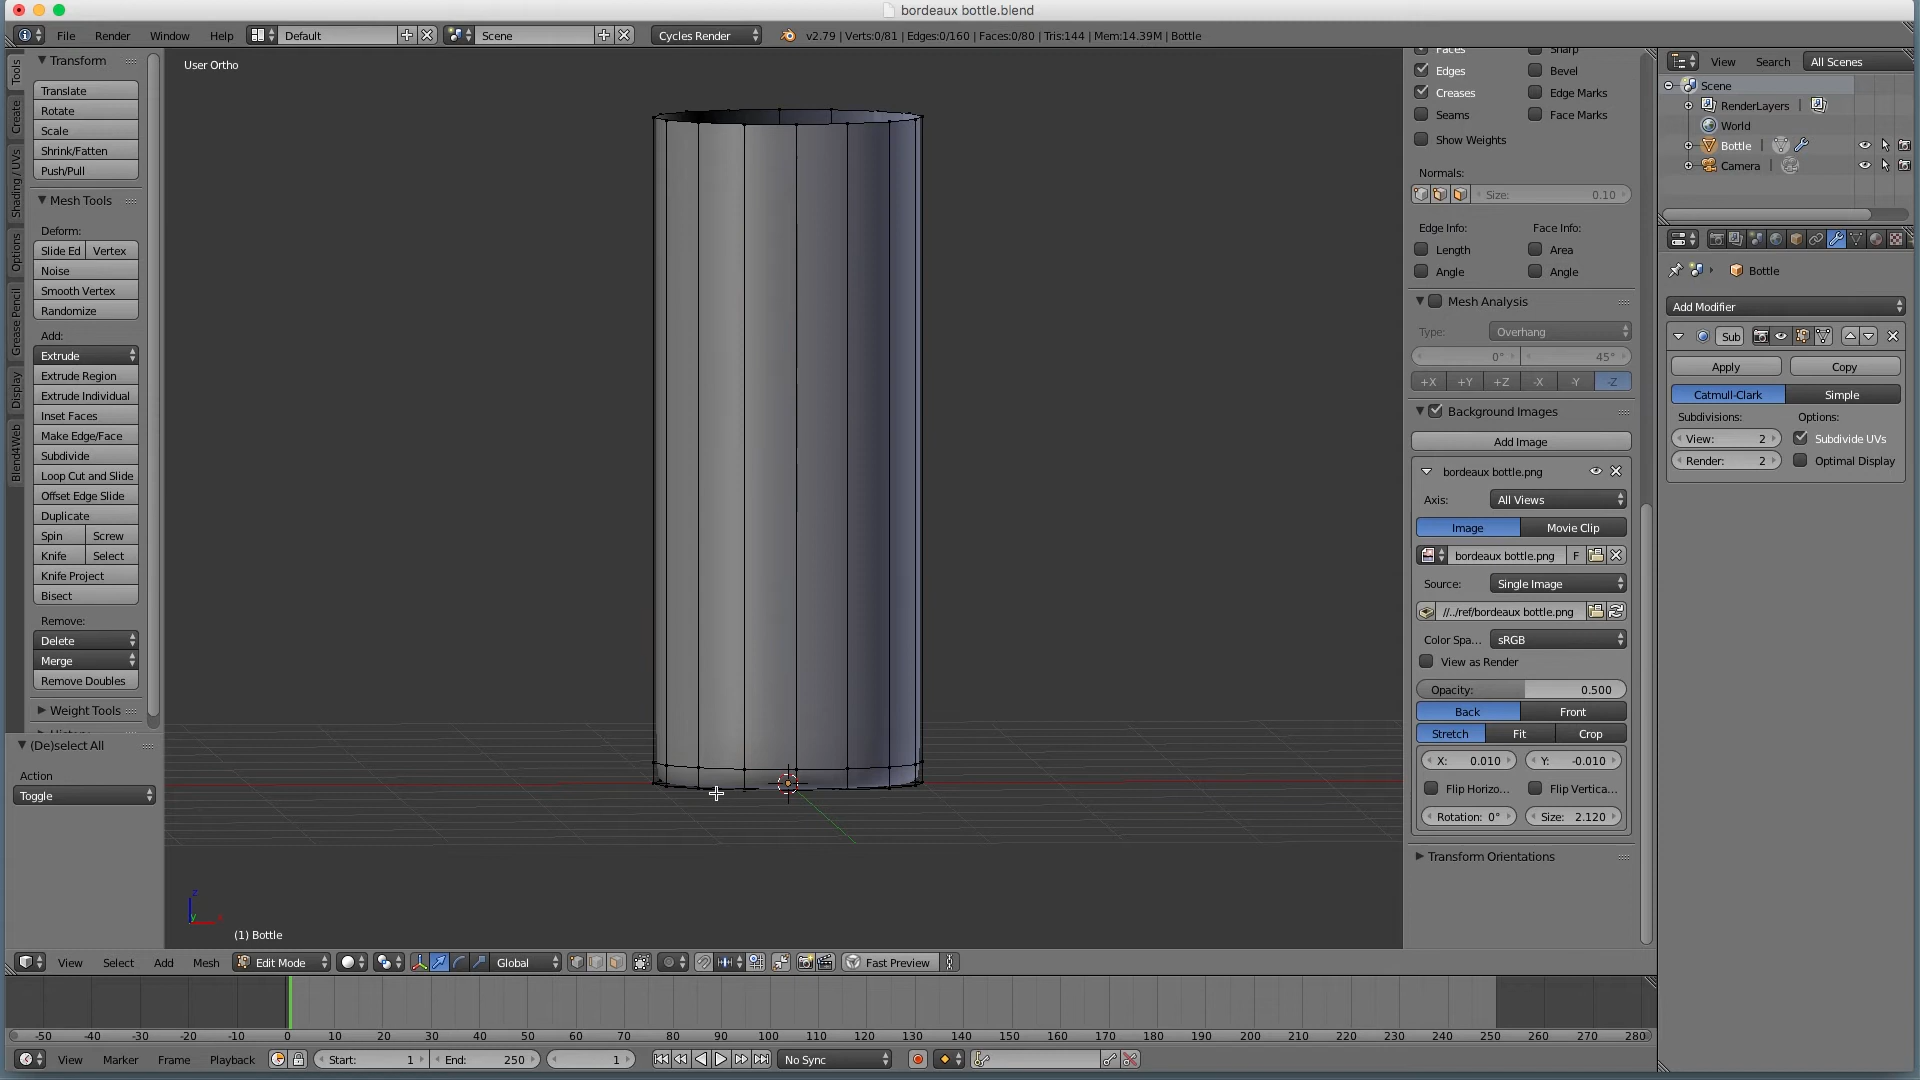 bordeaux bottle.blend
File Render Window Help Default Scene Cycles Render v2.79 | Verts:0/81 | Edges:0/160 | Faces:0/80 | Tris:144 | Mem:14.39M | Bottle
Tools
Create
Shading / UVs
Options
Grease Pencil
Display
Blend4Web
Transform
Translate
Rotate
Scale
Shrink/Fatten
Push/Pull
Mesh Tools
Deform:
Slide Ed Vertex
Noise
Smooth Vertex
Randomize
Add:
Extrude
Extrude Region
Extrude Individual
Inset Faces
Make Edge/Face
Subdivide
Loop Cut and Slide
Offset Edge Slide
Duplicate
Spin Screw
Knife Select
Knife Project
Bisect
Remove:
Delete
Merge
Remove Doubles
Weight Tools
(De)select All
Action
Toggle
User Ortho
z
y
x
(1) Bottle
Faces Sharp
Edges Bevel
Creases Edge Marks
Seams Face Marks
Show Weights
Normals:
Size: 0.10
Edge Info: Face Info:
Length Area
Angle Angle
Mesh Analysis
Type: Overhang
0° 45°
+X +Y +Z -X -Y -Z
Background Images
Add Image
bordeaux bottle.png
Axis: All Views
Image Movie Clip
bordeaux bottle.png F
Source: Single Image
//../ref/bordeaux bottle.png
Color Spa... sRGB
View as Render
Opacity: 0.500
Back Front
Stretch Fit Crop
X: 0.010 Y: -0.010
Flip Horizo... Flip Vertica...
Rotation: 0° Size: 2.120
Transform Orientations
View Search All Scenes
Scene
RenderLayers
World
Bottle
Camera
Bottle
Add Modifier
Sub
Apply Copy
Catmull-Clark Simple
Subdivisions: Options:
View: 2 Subdivide UVs
Render: 2 Optimal Display
View Select Add Mesh Edit Mode Global Fast Preview
-50 -40 -30 -20 -10 0 10 20 30 40 50 60 70 80 90 100 110 120 130 140 150 160 170 180 190 200 210 220 230 240 250 260 270 280
View Marker Frame Playback Start: 1 End: 250 1 No Sync